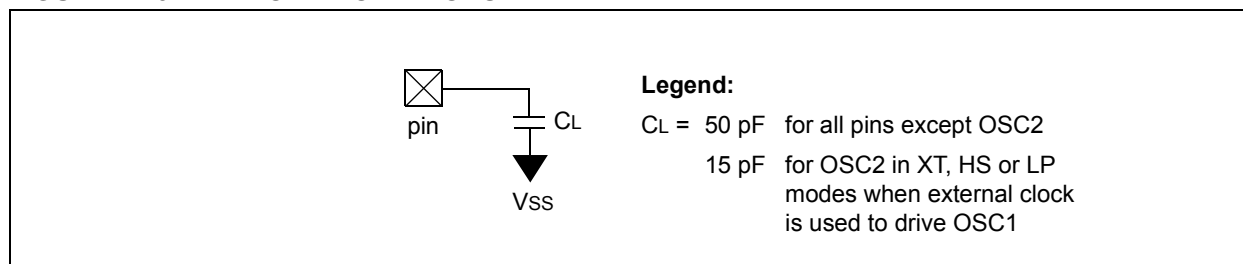 pin
CL
VSS
Legend:
CL = 50 pF for all pins except OSC2
15 pF for OSC2 in XT, HS or LP
modes when external clock
is used to drive OSC1